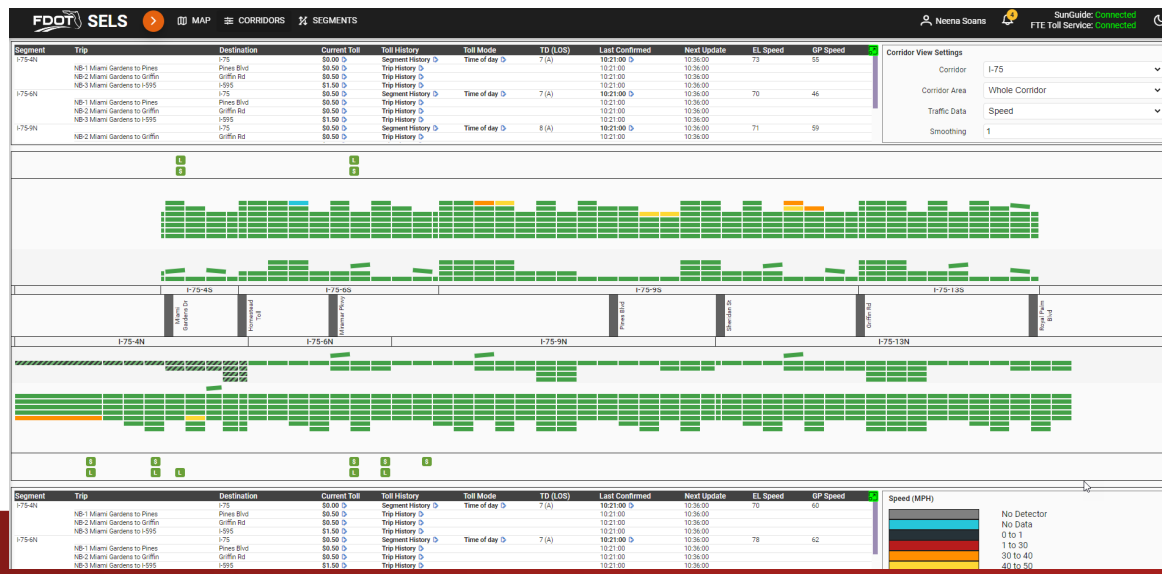 FDOT SELS MAP CORRIDORS SEGMENTS Neena Soans 4 SunGuide: Connected
FTE Toll Service: Connected
Segment Trip Destination Current Toll Toll History Toll Mode TD (LOS) Last Confirmed Next Update EL Speed GP Speed
I-75-4N I-75 $0.00 Segment History Time of day 7 (A) 10:21:00 10:36:00 73 55
NB-1 Miami Gardens to Pines Pines Blvd $0.50 Trip History 10:21:00 10:36:00
NB-2 Miami Gardens to Griffin Griffin Rd $0.50 Trip History 10:21:00 10:36:00
NB-3 Miami Gardens to I-595 I-595 $1.50 Trip History 10:21:00 10:36:00
I-75-6N I-75 $0.50 Segment History Time of day 7 (A) 10:21:00 10:36:00 70 46
NB-1 Miami Gardens to Pines Pines Blvd $0.50 Trip History 10:21:00 10:36:00
NB-2 Miami Gardens to Griffin Griffin Rd $0.50 Trip History 10:21:00 10:36:00
NB-3 Miami Gardens to I-595 I-595 $1.50 Trip History 10:21:00 10:36:00
I-75-9N I-75 $0.50 Segment History Time of day 8 (A) 10:21:00 10:36:00 71 59
NB-2 Miami Gardens to Griffin Griffin Rd $0.50 Trip History 10:21:00 10:36:00
Corridor View Settings
Corridor I-75
Corridor Area Whole Corridor
Traffic Data Speed
Smoothing 1
L L
S S
I-75-4S I-75-6S I-75-9S I-75-13S
Miami Gardens Dr
Homestead Toll
Miramar Pkwy
Pines Blvd
Sheridan St
Griffin Rd
Royal Palm Blvd
I-75-4N I-75-6N I-75-9N I-75-13N
S S S S S
L L L L L
Segment Trip Destination Current Toll Toll History Toll Mode TD (LOS) Last Confirmed Next Update EL Speed GP Speed
I-75-4N I-75 $0.00 Segment History Time of day 7 (A) 10:21:00 10:36:00 70 60
NB-1 Miami Gardens to Pines Pines Blvd $0.50 Trip History 10:21:00 10:36:00
NB-2 Miami Gardens to Griffin Griffin Rd $0.50 Trip History 10:21:00 10:36:00
NB-3 Miami Gardens to I-595 I-595 $1.50 Trip History 10:21:00 10:36:00
I-75-6N I-75 $0.50 Segment History Time of day 7 (A) 10:21:00 10:36:00 78 62
NB-1 Miami Gardens to Pines Pines Blvd $0.50 Trip History 10:21:00 10:36:00
NB-2 Miami Gardens to Griffin Griffin Rd $0.50 Trip History 10:21:00 10:36:00
NB-3 Miami Gardens to I-595 I-595 $1.50 Trip History 10:21:00 10:36:00
Speed (MPH)
No Detector
No Data
0 to 1
1 to 30
30 to 40
40 to 50